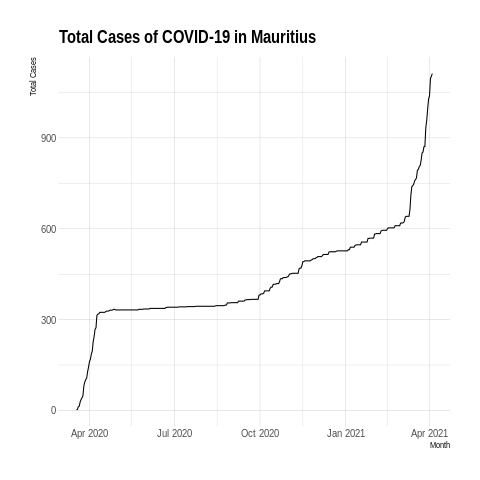 Total Cases of COVID-19 in Mauritius
Total Cases
900
600
300
0
Apr 2020 Jul 2020 Oct 2020 Jan 2021 Apr 2021
Month